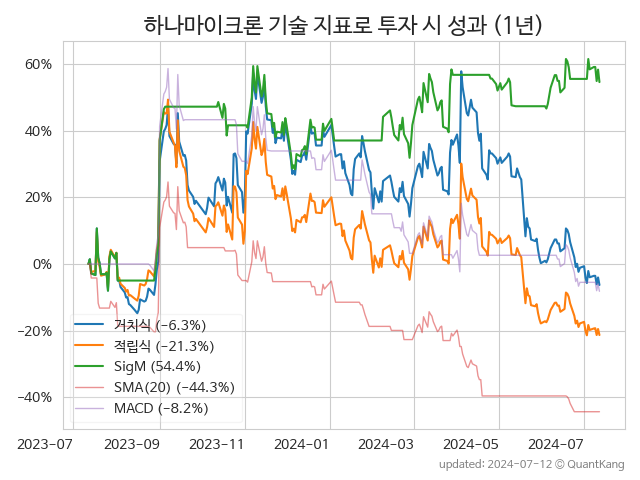 하나마이크론 기술 지표로 투자 시 성과 (1년)
60%
40%
20%
0%
−20%
−40%
거치식 (−6.3%)
적립식 (−21.3%)
SigM (54.4%)
SMA(20) (−44.3%)
MACD (−8.2%)
2023-07 2023-09 2023-11 2024-01 2024-03 2024-05 2024-07
updated: 2024-07-12 © QuantKang